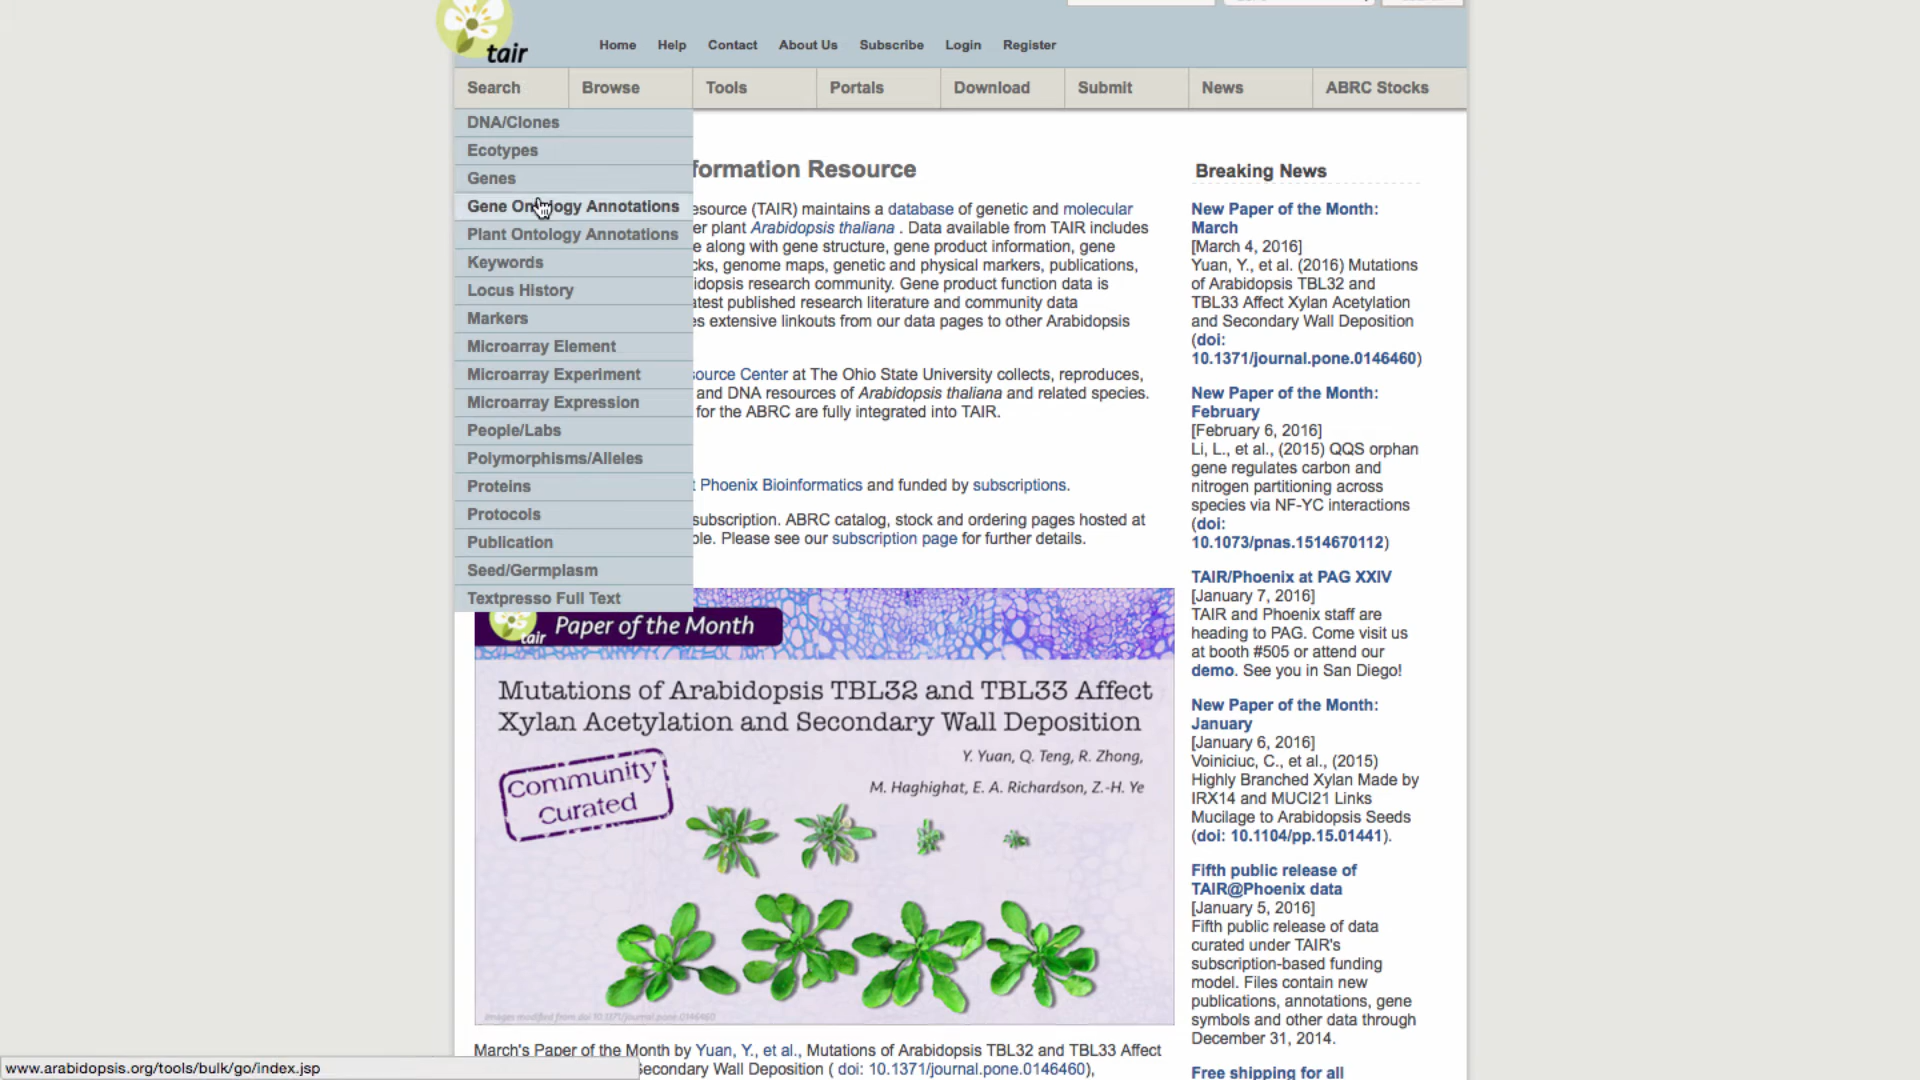 tair
Home Help Contact About Us Subscribe Login Register
Search Browse Tools Portals Download Submit News ABRC Stocks
DNA/Clones
Ecotypes
Genes
Gene Ontology Annotations
Plant Ontology Annotations
Keywords
Locus History
Markers
Microarray Element
Microarray Experiment
Microarray Expression
People/Labs
Polymorphisms/Alleles
Proteins
Protocols
Publication
Seed/Germplasm
Textpresso Full Text
formation Resource
esource (TAIR) maintains a database of genetic and molecular
er plant Arabidopsis thaliana . Data available from TAIR includes
e along with gene structure, gene product information, gene
cks, genome maps, genetic and physical markers, publications,
idopsis research community. Gene product function data is
atest published research literature and community data
es extensive linkouts from our data pages to other Arabidopsis
source Center at The Ohio State University collects, reproduces,
and DNA resources of Arabidopsis thaliana and related species.
for the ABRC are fully integrated into TAIR.
t Phoenix Bioinformatics and funded by subscriptions.
subscription. ABRC catalog, stock and ordering pages hosted at
ble. Please see our subscription page for further details.
tair Paper of the Month
Mutations of Arabidopsis TBL32 and TBL33 Affect
Xylan Acetylation and Secondary Wall Deposition
Y. Yuan, Q. Teng, R. Zhong,
M. Haghighat, E. A. Richardson, Z.-H. Ye
Community
Curated
Images modified from doi 10.1371/journal.pone.0146460
March's Paper of the Month by Yuan, Y., et al., Mutations of Arabidopsis TBL32 and TBL33 Affect
Secondary Wall Deposition ( doi: 10.1371/journal.pone.0146460),
Breaking News
New Paper of the Month:
March
[March 4, 2016]
Yuan, Y., et al. (2016) Mutations
of Arabidopsis TBL32 and
TBL33 Affect Xylan Acetylation
and Secondary Wall Deposition
(doi:
10.1371/journal.pone.0146460)
New Paper of the Month:
February
[February 6, 2016]
Li, L., et al., (2015) QQS orphan
gene regulates carbon and
nitrogen partitioning across
species via NF-YC interactions
(doi:
10.1073/pnas.1514670112)
TAIR/Phoenix at PAG XXIV
[January 7, 2016]
TAIR and Phoenix staff are
heading to PAG. Come visit us
at booth #505 or attend our
demo. See you in San Diego!
New Paper of the Month:
January
[January 6, 2016]
Voiniciuc, C., et al., (2015)
Highly Branched Xylan Made by
IRX14 and MUCI21 Links
Mucilage to Arabidopsis Seeds
(doi: 10.1104/pp.15.01441).
Fifth public release of
TAIR@Phoenix data
[January 5, 2016]
Fifth public release of data
curated under TAIR's
subscription-based funding
model. Files contain new
publications, annotations, gene
symbols and other data through
December 31, 2014.
Free shipping for all
www.arabidopsis.org/tools/bulk/go/index.jsp